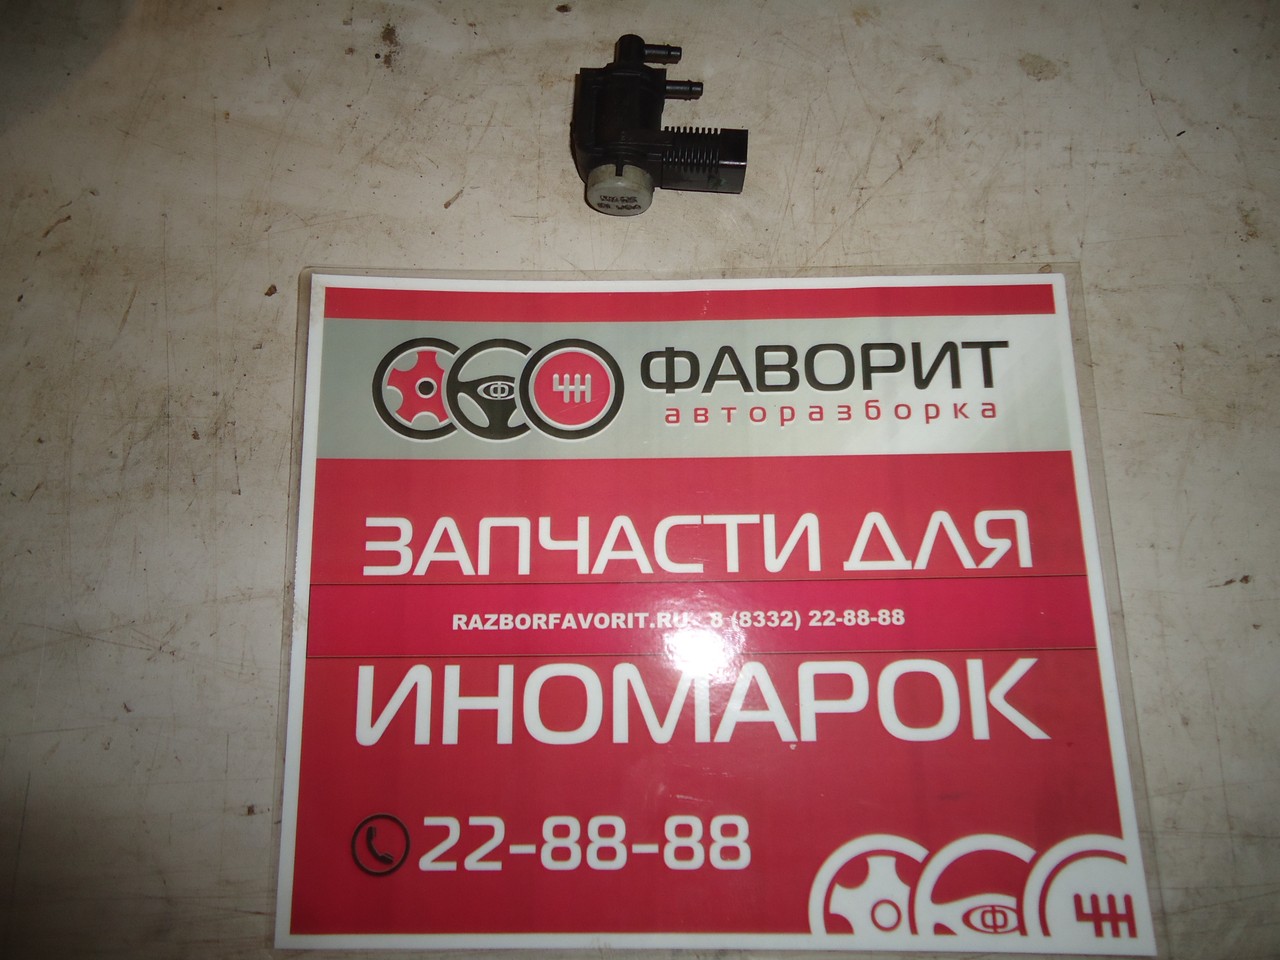 ФАВОРИТ
авторазборка
ЗАПЧАСТИ ДЛЯ
RAZBORFAVORIT.RU 8 (8332) 22-88-88
ИНОМАРОК
22-88-88